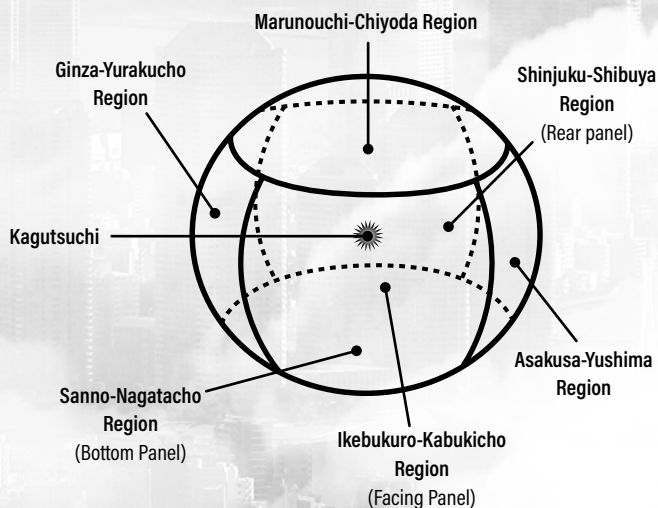 Marunouchi-Chiyoda Region
Ginza-Yurakucho
Region
Shinjuku-Shibuya
Region
(Rear panel)
Kagutsuchi
Asakusa-Yushima
Region
Sanno-Nagatacho
Region
(Bottom Panel)
Ikebukuro-Kabukicho
Region
(Facing Panel)